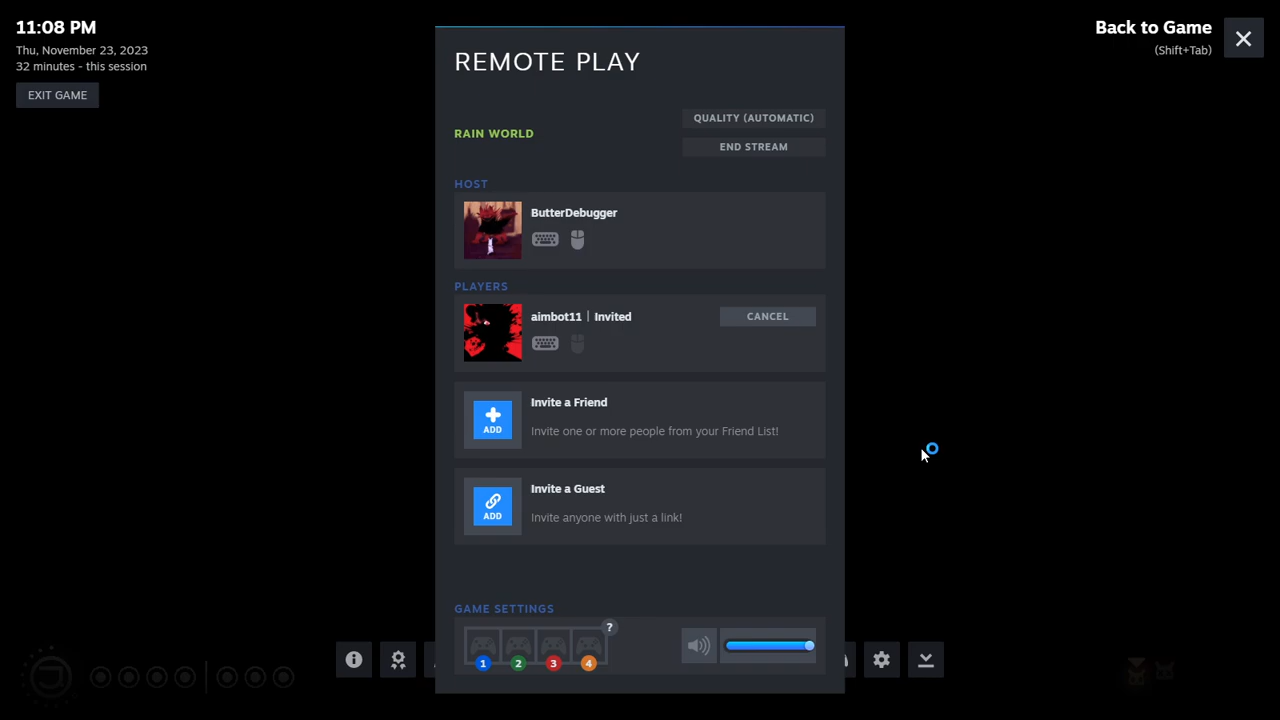 11:08 PM
Thu, November 23, 2023
32 minutes - this session
EXIT GAME
Back to Game
(Shift+Tab)
REMOTE PLAY
RAIN WORLD
QUALITY (AUTOMATIC)
END STREAM
HOST
ButterDebugger
PLAYERS
aimbot11 | Invited
CANCEL
ADD
Invite a Friend
Invite one or more people from your Friend List!
ADD
Invite a Guest
Invite anyone with just a link!
GAME SETTINGS
?
1 2 3 4